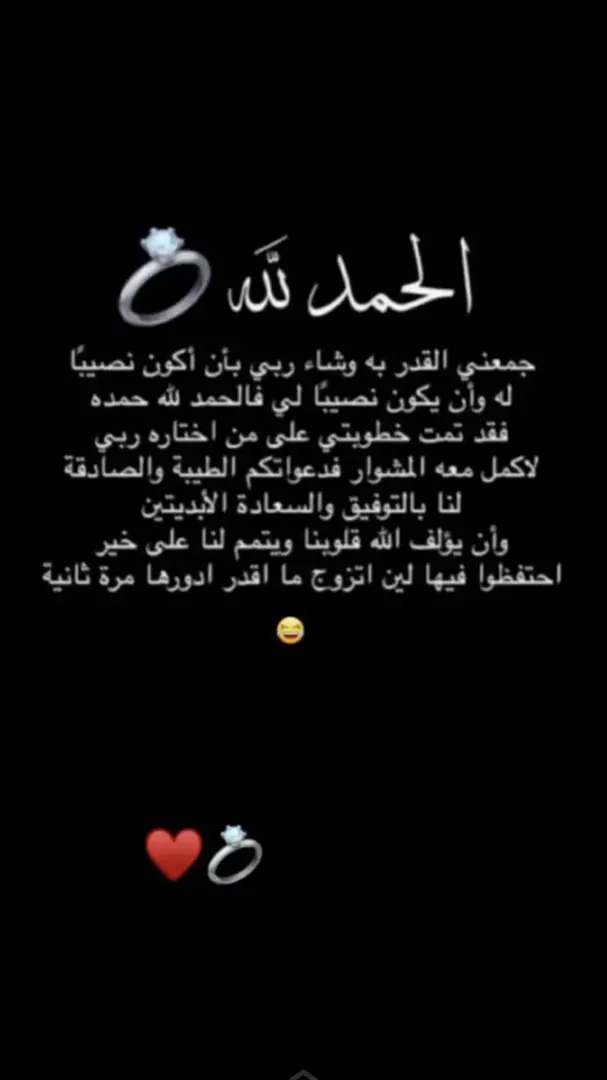 الحمد لله 💍
جمعني القدر به وشاء ربي بأن أكون نصيبًا
له وأن يكون نصيبًا لي فالحمد لله حمده
فقد تمت خطوبتي على من اختاره ربي
لاكمل معه المشوار فدعواتكم الطيبة والصادقة
لنا بالتوفيق والسعادة الأبديتين
وأن يؤلف الله قلوبنا ويتمم لنا على خير
احتفظوا فيها لين اتزوج ما اقدر ادورها مرة ثانية
😂
❤️💍